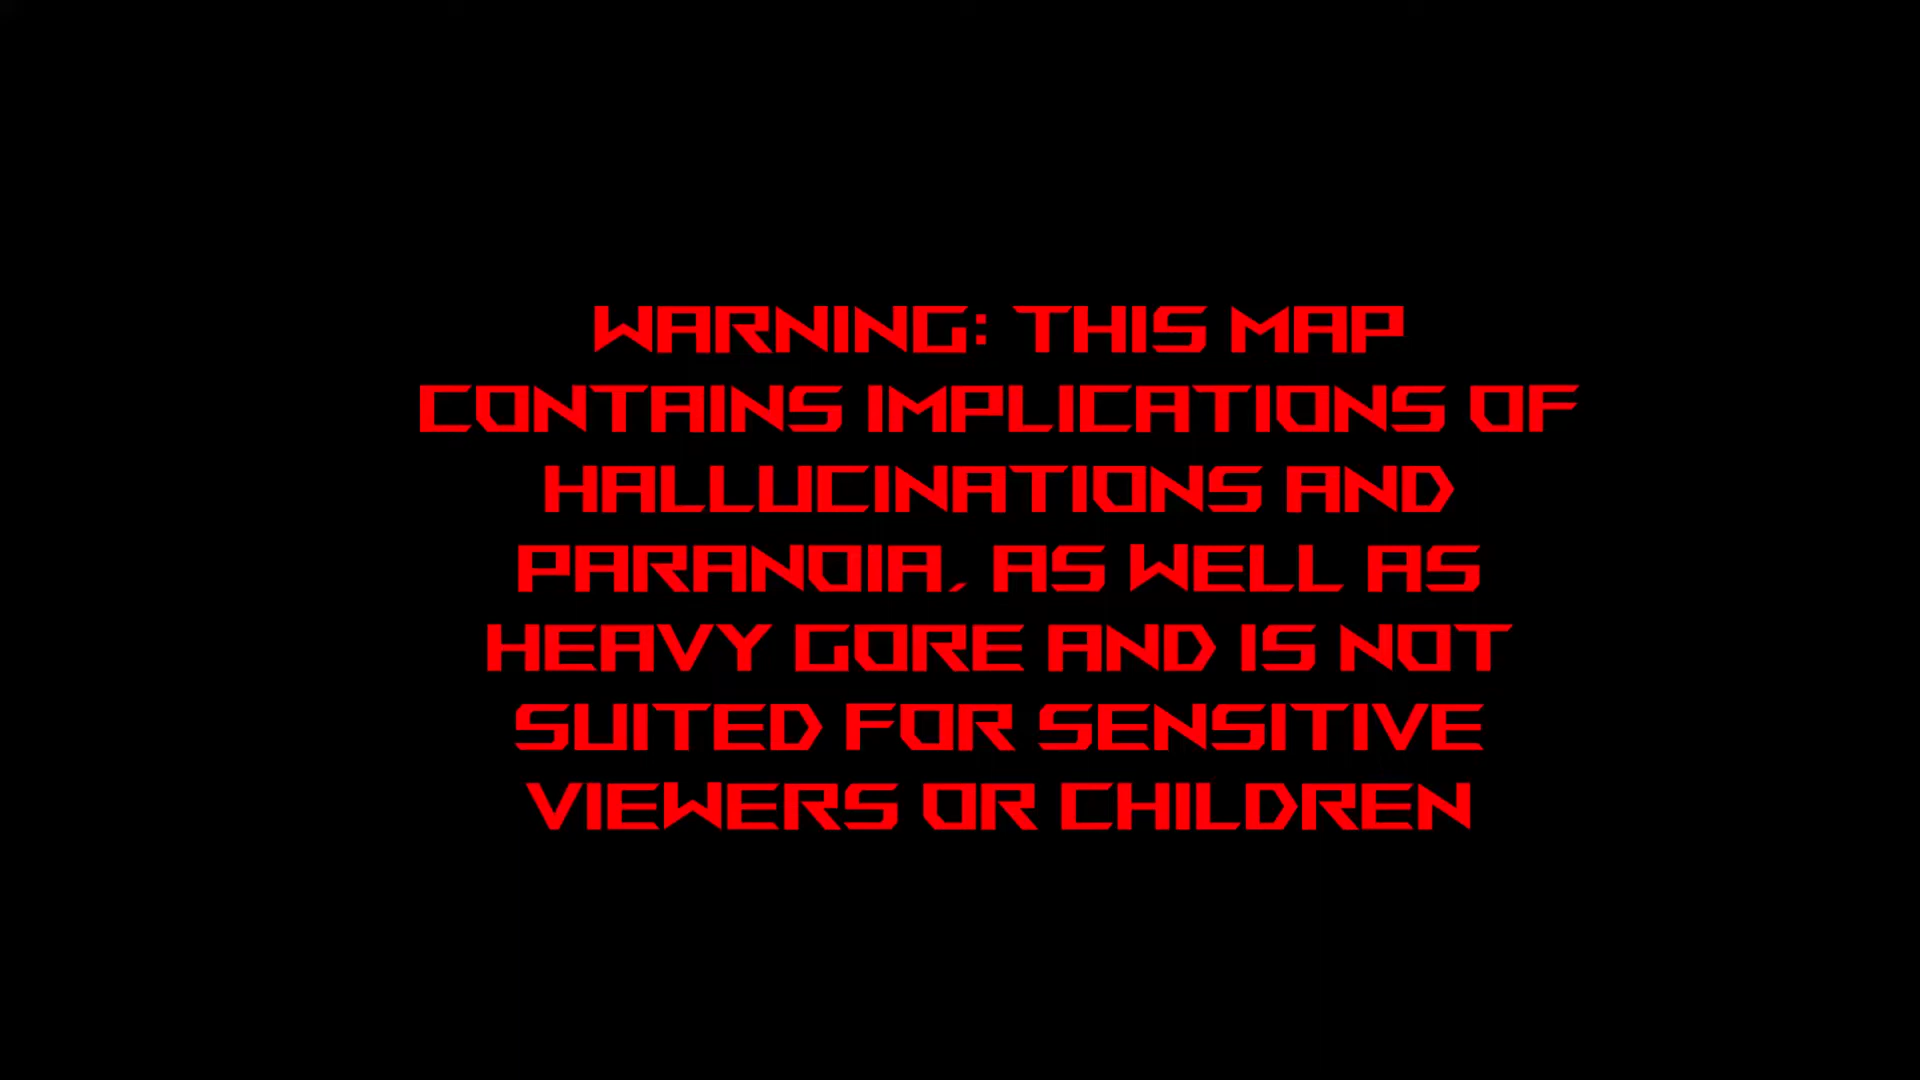 WARNING: THIS MAP
CONTAINS IMPLICATIONS OF
HALLUCINATIONS AND
PARANOIA, AS WELL AS
HEAVY GORE AND IS NOT
SUITED FOR SENSITIVE
VIEWERS OR CHILDREN